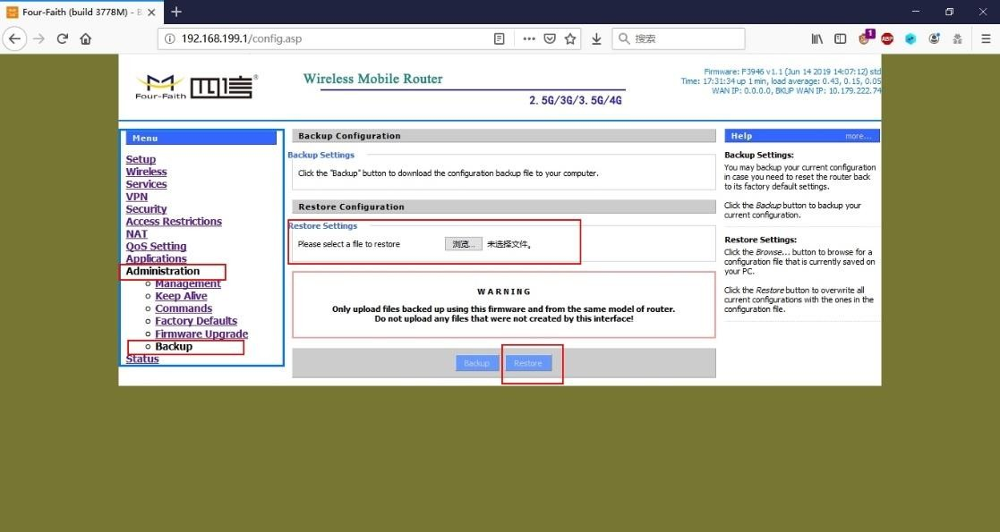 Four-Faith (build 3778M) - B
192.168.199.1/config.asp
搜索
1
ABP
Four-Faith 四信®
Wireless Mobile Router
2.5G/3G/3.5G/4G
Firmware: F3946 v1.1 (Jun 14 2019 14:07:12) std
Time: 17:31:34 up 1 min, load average: 0.43, 0.15, 0.05
WAN IP: 0.0.0.0, BKUP WAN IP: 10.179.222.74
Menu
Setup
Wireless
Services
VPN
Security
Access Restrictions
NAT
QoS Setting
Applications
Administration
Management
Keep Alive
Commands
Factory Defaults
Firmware Upgrade
Backup
Status
Backup Configuration
Backup Settings
Click the "Backup" button to download the configuration backup file to your computer.
Restore Configuration
Restore Settings
Please select a file to restore 浏览... 未选择文件。
WARNING
Only upload files backed up using this firmware and from the same model of router.
Do not upload any files that were not created by this interface!
Backup Restore
Help more...
Backup Settings:
You may backup your current configuration
in case you need to reset the router back
to its factory default settings.
Click the Backup button to backup your
current configuration.
Restore Settings:
Click the Browse... button to browse for a
configuration file that is currently saved on
your PC.
Click the Restore button to overwrite all
current configurations with the ones in the
configuration file.